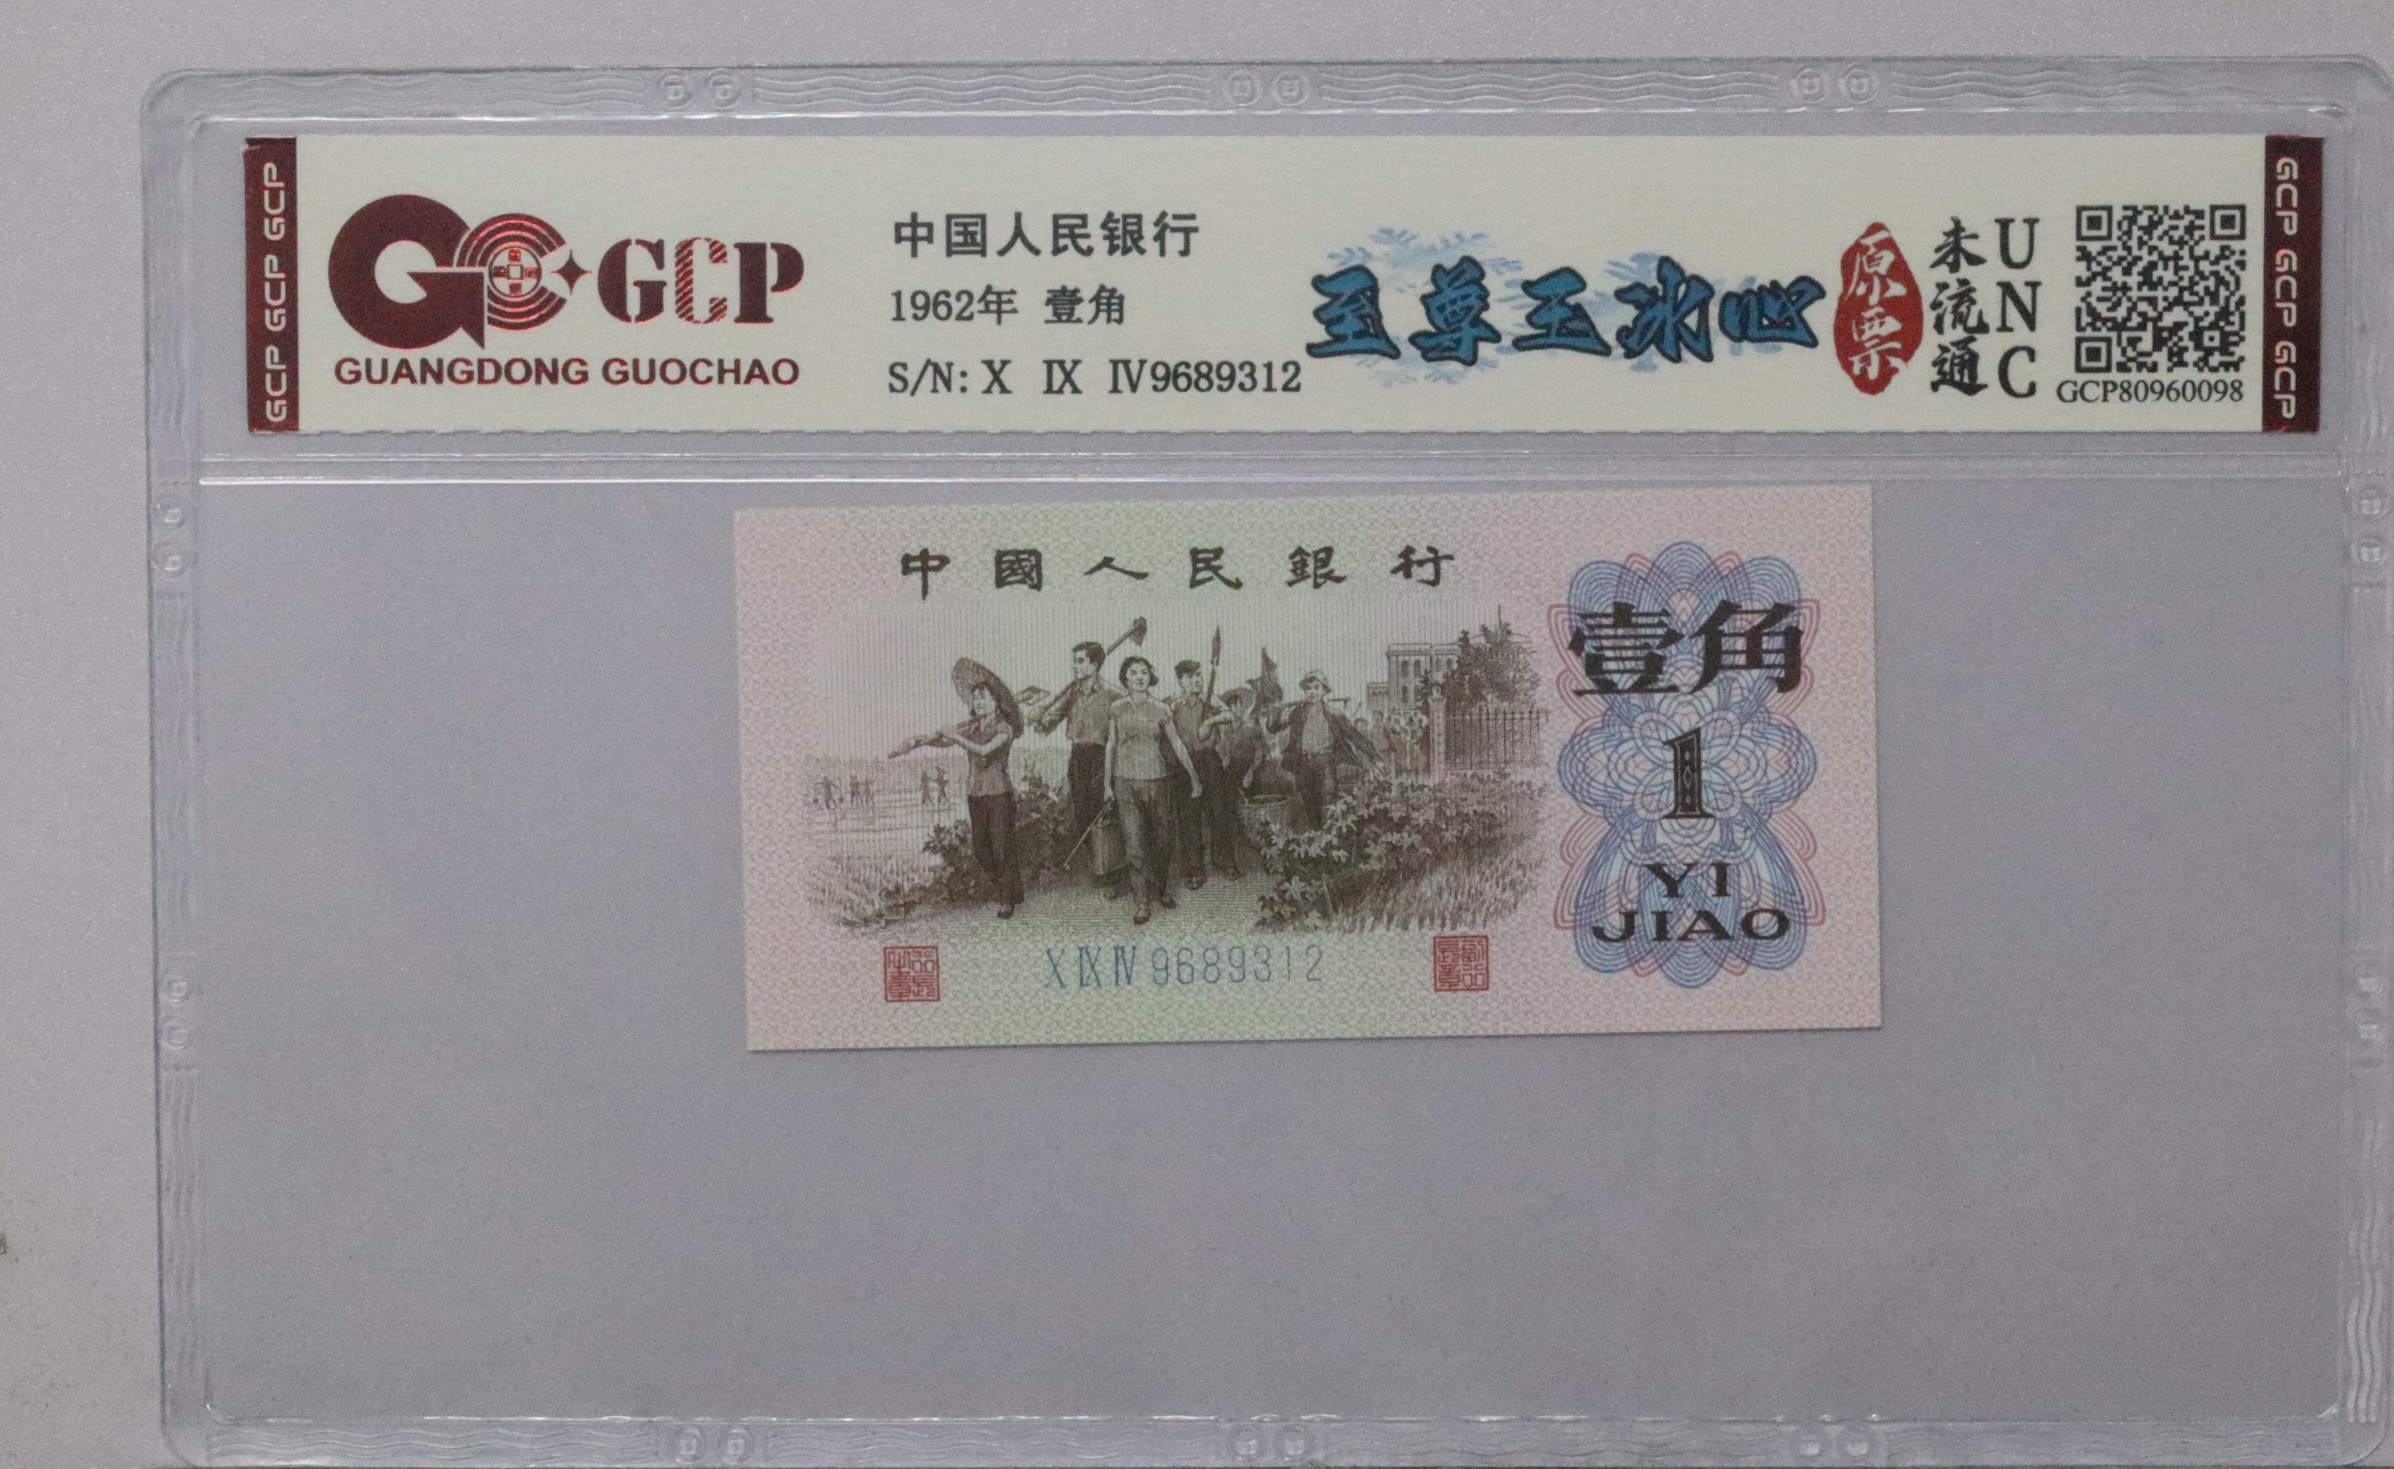 GCP GCP GCP
GCP
GUANGDONG GUOCHAO
中国人民银行
1962年 壹角
S/N: X IX IV9689312
至尊王冰心
原票
未流通
UNC
GCP80960098
GCP GCP GCP
中國人民銀行
壹角
1
YI
JIAO
X IX IV 9689312